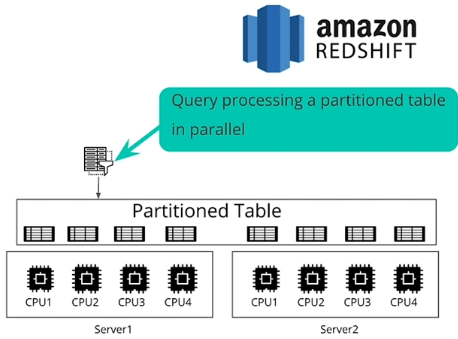 amazon
REDSHIFT
Query processing a partitioned table
in parallel
Partitioned Table
CPU1 CPU2 CPU3 CPU4 CPU1 CPU2 CPU3 CPU4
Server1 Server2